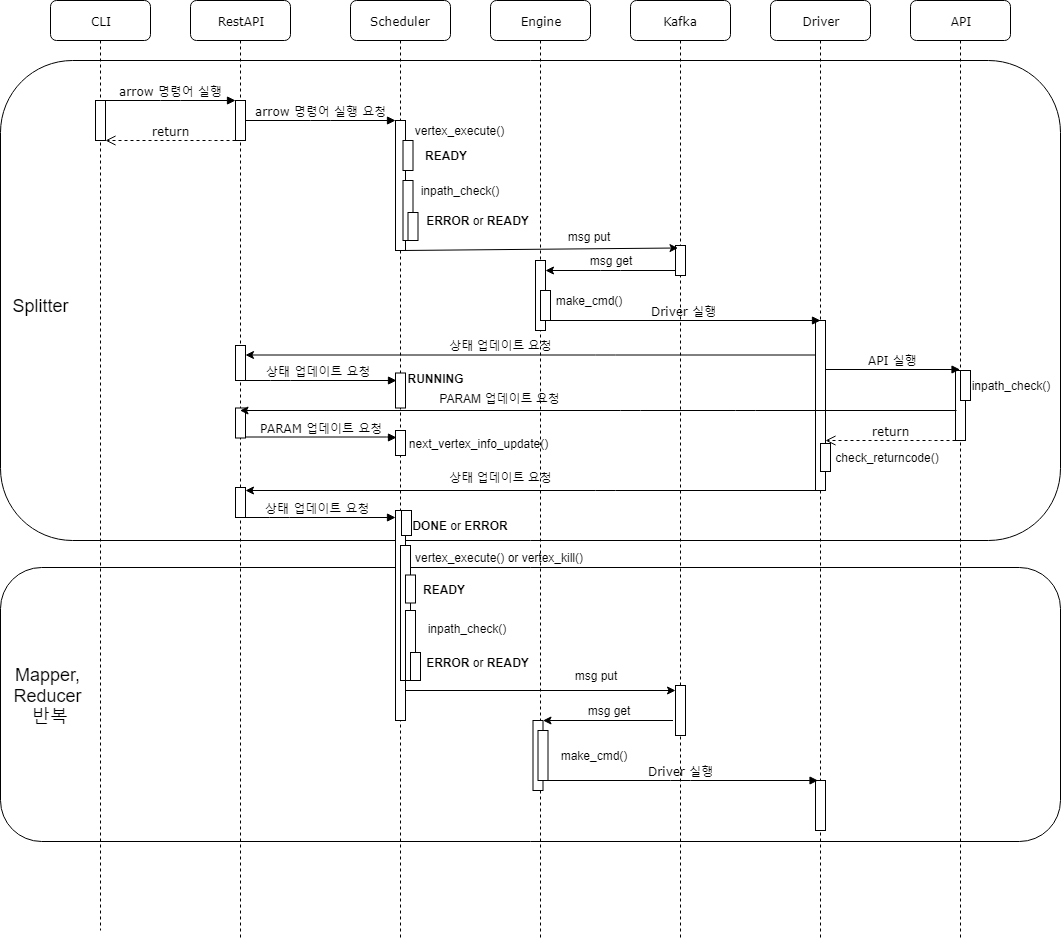 CLI
RestAPI
Scheduler
Engine
Kafka
Driver
API
arrow 명령어 실행
arrow 명령어 실행 요청
return
vertex_execute()
READY
inpath_check()
ERROR or READY
msg put
msg get
Splitter
make_cmd()
Driver 실행
상태 업데이트 요청
API 실행
상태 업데이트 요청
RUNNING
inpath_check()
PARAM 업데이트 요청
PARAM 업데이트 요청
return
next_vertex_info_update()
check_returncode()
상태 업데이트 요청
상태 업데이트 요청
DONE or ERROR
vertex_execute() or vertex_kill()
READY
inpath_check()
ERROR or READY
Mapper,
Reducer
반복
msg put
msg get
make_cmd()
Driver 실행